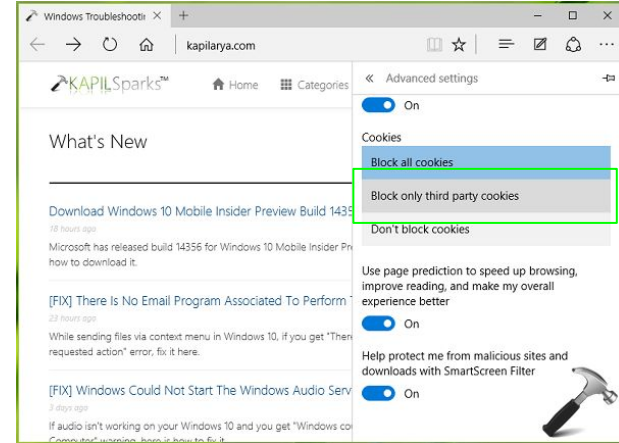 Windows Troubleshootin
kapilarya.com
KAPILSparks™
Home
Categories
What's New
Download Windows 10 Mobile Insider Preview Build 1435
18 hours ago
Microsoft has released build 14356 for Windows 10 Mobile Insider Pre
how to download it.
[FIX] There Is No Email Program Associated To Perform
23 hours ago
While sending files via context menu in Windows 10, if you get "There
requested action" error, fix it here.
[FIX] Windows Could Not Start The Windows Audio Serv
3 days ago
If audio isn't working on your Windows 10 and you get "Windows co
Computer" warning, here is how to fix it.
« Advanced settings
On
Cookies
Block all cookies
Block only third party cookies
Don't block cookies
Use page prediction to speed up browsing,
improve reading, and make my overall
experience better
On
Help protect me from malicious sites and
downloads with SmartScreen Filter
On